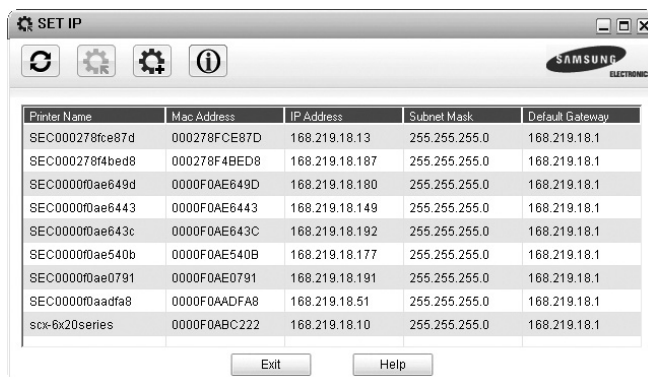 SET IP
SAMSUNG
ELECTRONIC
Printer Name Mac Address IP Address Subnet Mask Default Gateway
SEC000278fce87d 000278FCE87D 168.219.18.13 255.255.255.0 168.219.18.1
SEC000278f4bed8 000278F4BED8 168.219.18.187 255.255.255.0 168.219.18.1
SEC0000f0ae649d 0000F0AE649D 168.219.18.180 255.255.255.0 168.219.18.1
SEC0000f0ae6443 0000F0AE6443 168.219.18.149 255.255.255.0 168.219.18.1
SEC0000f0ae643c 0000F0AE643C 168.219.18.192 255.255.255.0 168.219.18.1
SEC0000f0ae540b 0000F0AE540B 168.219.18.177 255.255.255.0 168.219.18.1
SEC0000f0ae0791 0000F0AE0791 168.219.18.191 255.255.255.0 168.219.18.1
SEC0000f0aadfa8 0000F0AADFA8 168.219.18.51 255.255.255.0 168.219.18.1
scx-6x20series 0000F0ABC222 168.219.18.10 255.255.255.0 168.219.18.1
Exit Help